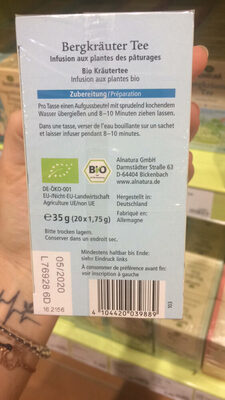 Bergkräuter Tee
Infusion aux plantes des pâturages
Bio Kräutertee
Infusion aux plantes bio
Zubereitung/Préparation
Pro Tasse einen Aufgussbeutel mit sprudelnd kochendem
Wasser übergießen und 8–10 Minuten ziehen lassen.
Dans une tasse, verser de l'eau bouillante sur un sachet
et laisser infuser pendant 8–10 minutes.
BIO
Alnatura GmbH
Darmstädter Straße 63
D-64404 Bickenbach
www.alnatura.de
DE-ÖKO-001
EU-/Nicht-EU-Landwirtschaft
Agriculture UE/non UE
Hergestellt in:
Deutschland
Fabriqué en:
Allemagne
e 35 g (20 x 1,75 g)
Bitte trocken lagern.
Conserver dans un endroit sec.
Mindestens haltbar bis Ende:
siehe Eindruck links
À consommer de préférence avant fin:
voir inscription à gauche
05/2020
L76928 6D
16:2156
103
4 104420 039889